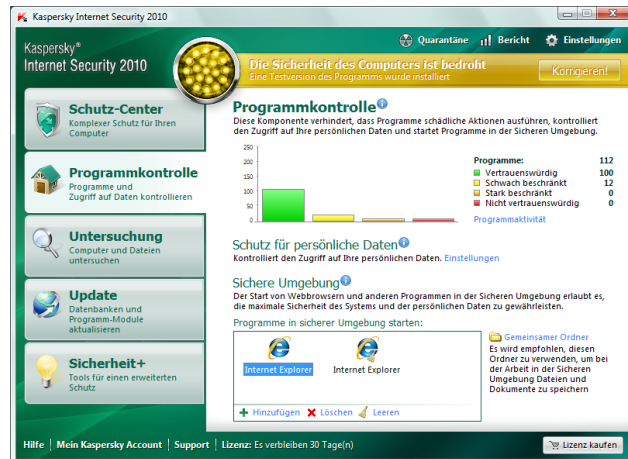 Kaspersky Internet Security 2010
Kaspersky®
Internet Security 2010
Quarantäne
Bericht
Einstellungen
Die Sicherheit des Computers ist bedroht
Eine Testversion des Programms wurde installiert
Korrigieren!
Schutz-Center
Komplexer Schutz für Ihren
Computer
Programmkontrolle
Programme und
Zugriff auf Daten kontrollieren
Untersuchung
Computer und Dateien
untersuchen
Update
Datenbanken und
Programm-Module
aktualisieren
Sicherheit+
Tools für einen erweiterten
Schutz
Programmkontrolle
Diese Komponente verhindert, dass Programme schädliche Aktionen ausführen, kontrolliert
den Zugriff auf Ihre persönlichen Daten und startet Programme in der Sicheren Umgebung.
250
200
150
100
50
0
Programme: 112
Vertrauenswürdig 100
Schwach beschränkt 12
Stark beschränkt 0
Nicht vertrauenswürdig 0
Programmaktivität
Schutz für persönliche Daten
Kontrolliert den Zugriff auf Ihre persönlichen Daten. Einstellungen
Sichere Umgebung
Der Start von Webbrowsern und anderen Programmen in der Sicheren Umgebung erlaubt es,
die maximale Sicherheit des Systems und der persönlichen Daten zu gewährleisten.
Programme in sicherer Umgebung starten:
Internet Explorer
Internet Explorer
Hinzufügen
Löschen
Leeren
Gemeinsamer Ordner
Es wird empfohlen, diesen
Ordner zu verwenden, um bei
der Arbeit in der Sicheren
Umgebung Dateien und
Dokumente zu speichern
Hilfe | Mein Kaspersky Account | Support | Lizenz: Es verbleiben 30 Tage(n)
Lizenz kaufen